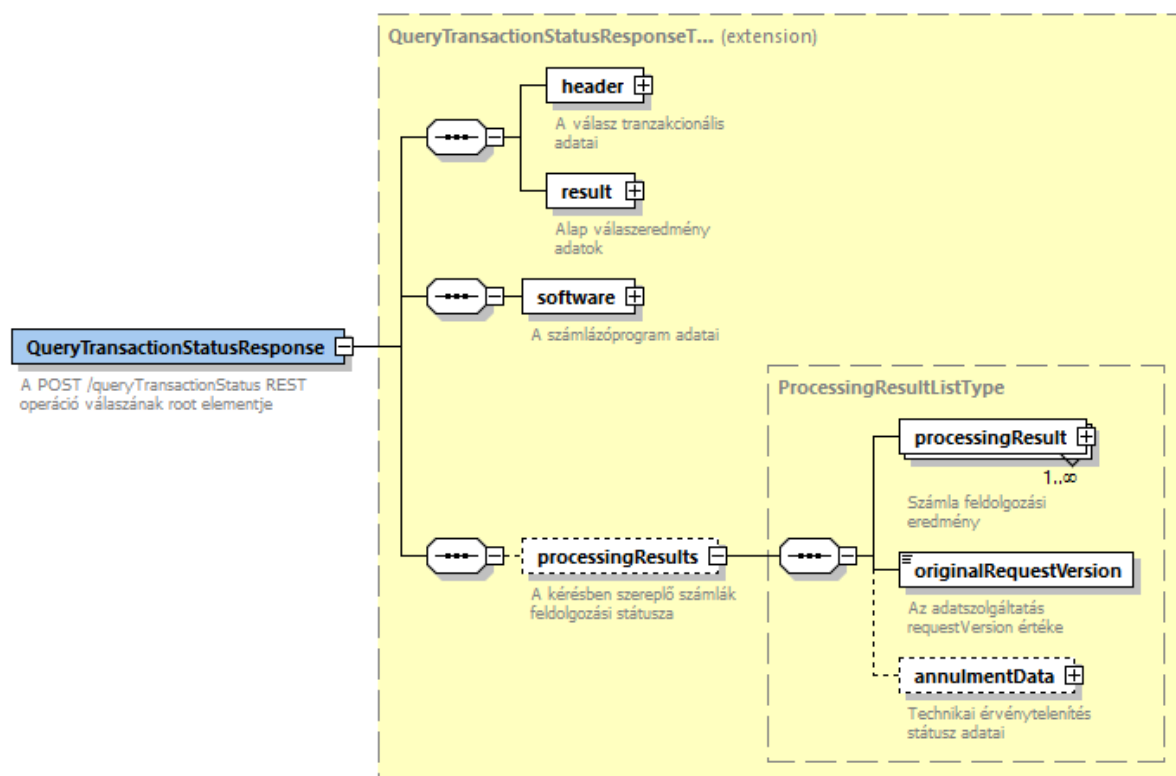 QueryTransactionStatusResponseT... (extension)
header
A válasz tranzakcionális
adatai
result
Alap válaszeredmény
adatok
software
A számlázóprogram adatai
QueryTransactionStatusResponse
A POST /queryTransactionStatus REST
operáció válaszának root elementje
ProcessingResultListType
processingResult
1..∞
Számla feldolgozási
eredmény
processingResults
A kérésben szereplő számlák
feldolgozási státusza
originalRequestVersion
Az adatszolgáltatás
requestVersion értéke
annulmentData
Technikai érvénytelenítés
státusz adatai